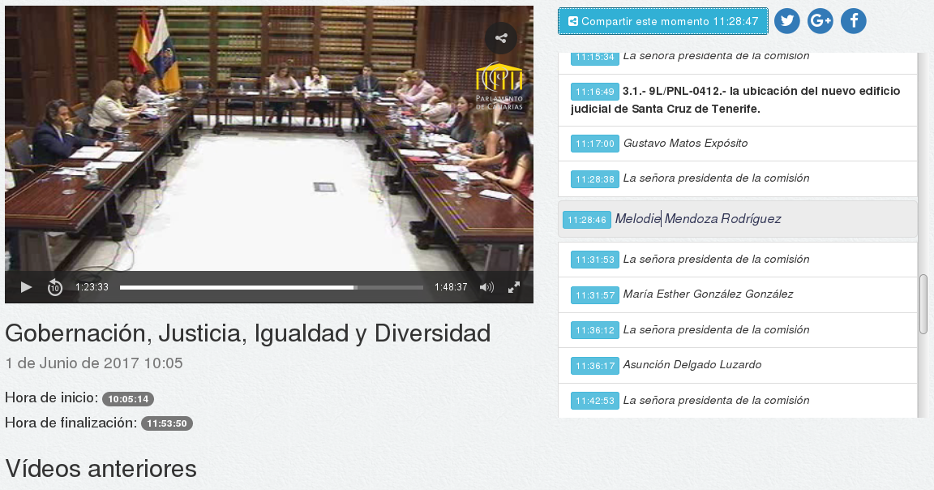 PARLAMENTO
DE CANARIAS
10
1:23:33
1:48:37
Gobernación, Justicia, Igualdad y Diversidad
1 de Junio de 2017 10:05
Hora de inicio: 10:05:14
Hora de finalización: 11:53:50
Vídeos anteriores
Compartir este momento 11:28:47
11:15:34 La señora presidenta de la comisión
11:16:49 3.1.- 9L/PNL-0412.- la ubicación del nuevo edificio
judicial de Santa Cruz de Tenerife.
11:17:00 Gustavo Matos Expósito
11:28:38 La señora presidenta de la comisión
11:28:46 Melodie Mendoza Rodríguez
11:31:53 La señora presidenta de la comisión
11:31:57 María Esther González González
11:36:12 La señora presidenta de la comisión
11:36:17 Asunción Delgado Luzardo
11:42:53 La señora presidenta de la comisión